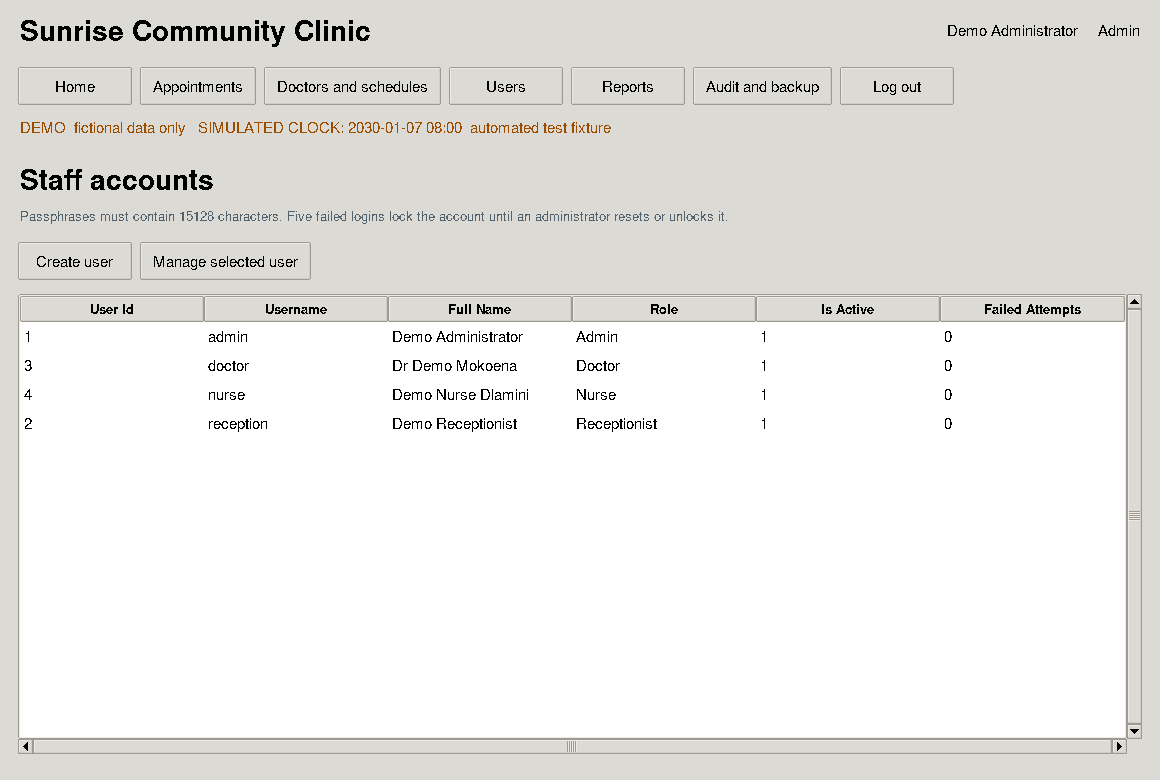 Sunrise Community Clinic
Demo Administrator Admin
Home Appointments Doctors and schedules Users Reports Audit and backup Log out
DEMO fictional data only SIMULATED CLOCK: 2030-01-07 08:00 automated test fixture
Staff accounts
Passphrases must contain 15128 characters. Five failed logins lock the account until an administrator resets or unlocks it.
Create user Manage selected user
User Id Username Full Name Role Is Active Failed Attempts
1 admin Demo Administrator Admin 1 0
3 doctor Dr Demo Mokoena Doctor 1 0
4 nurse Demo Nurse Dlamini Nurse 1 0
2 reception Demo Receptionist Receptionist 1 0